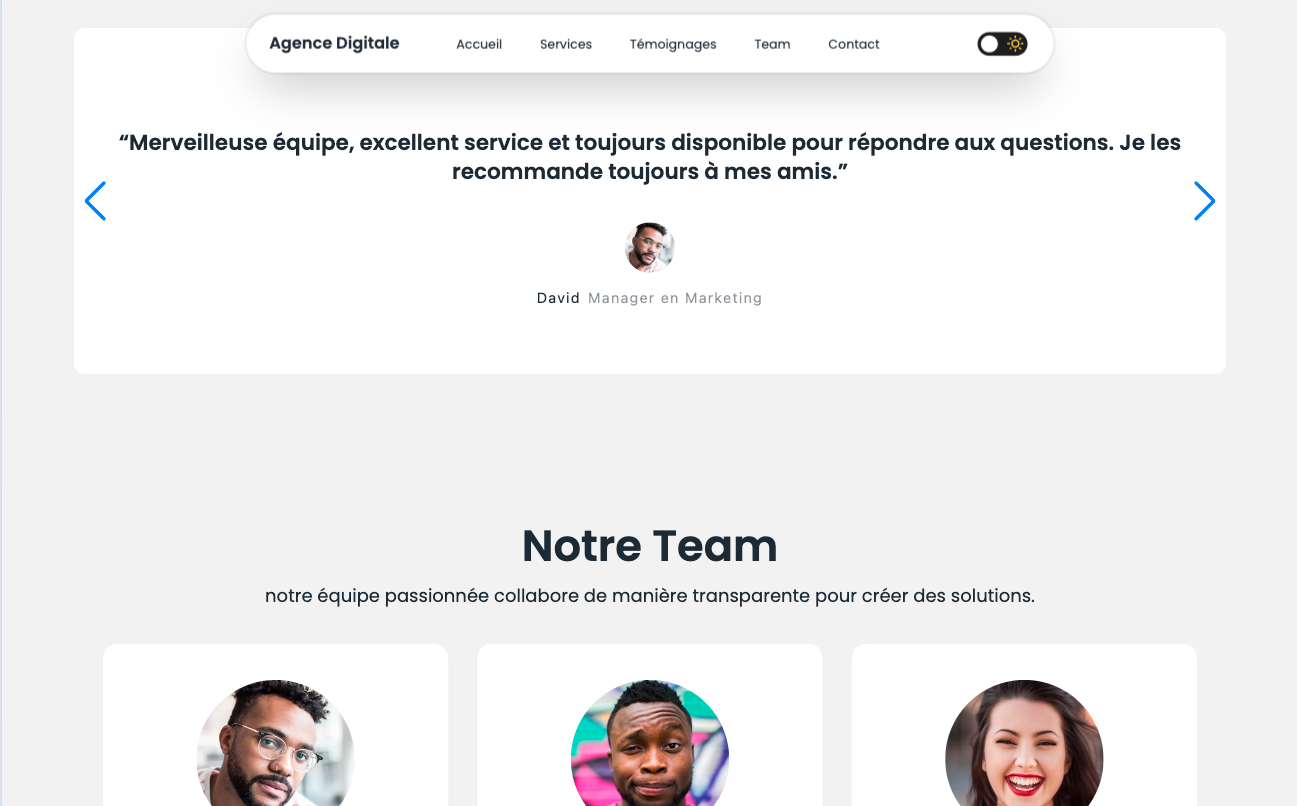 Agence Digitale
Accueil
Services
Témoignages
Team
Contact
“Merveilleuse équipe, excellent service et toujours disponible pour répondre aux questions. Je les
recommande toujours à mes amis.”
David Manager en Marketing
Notre Team
notre équipe passionnée collabore de manière transparente pour créer des solutions.